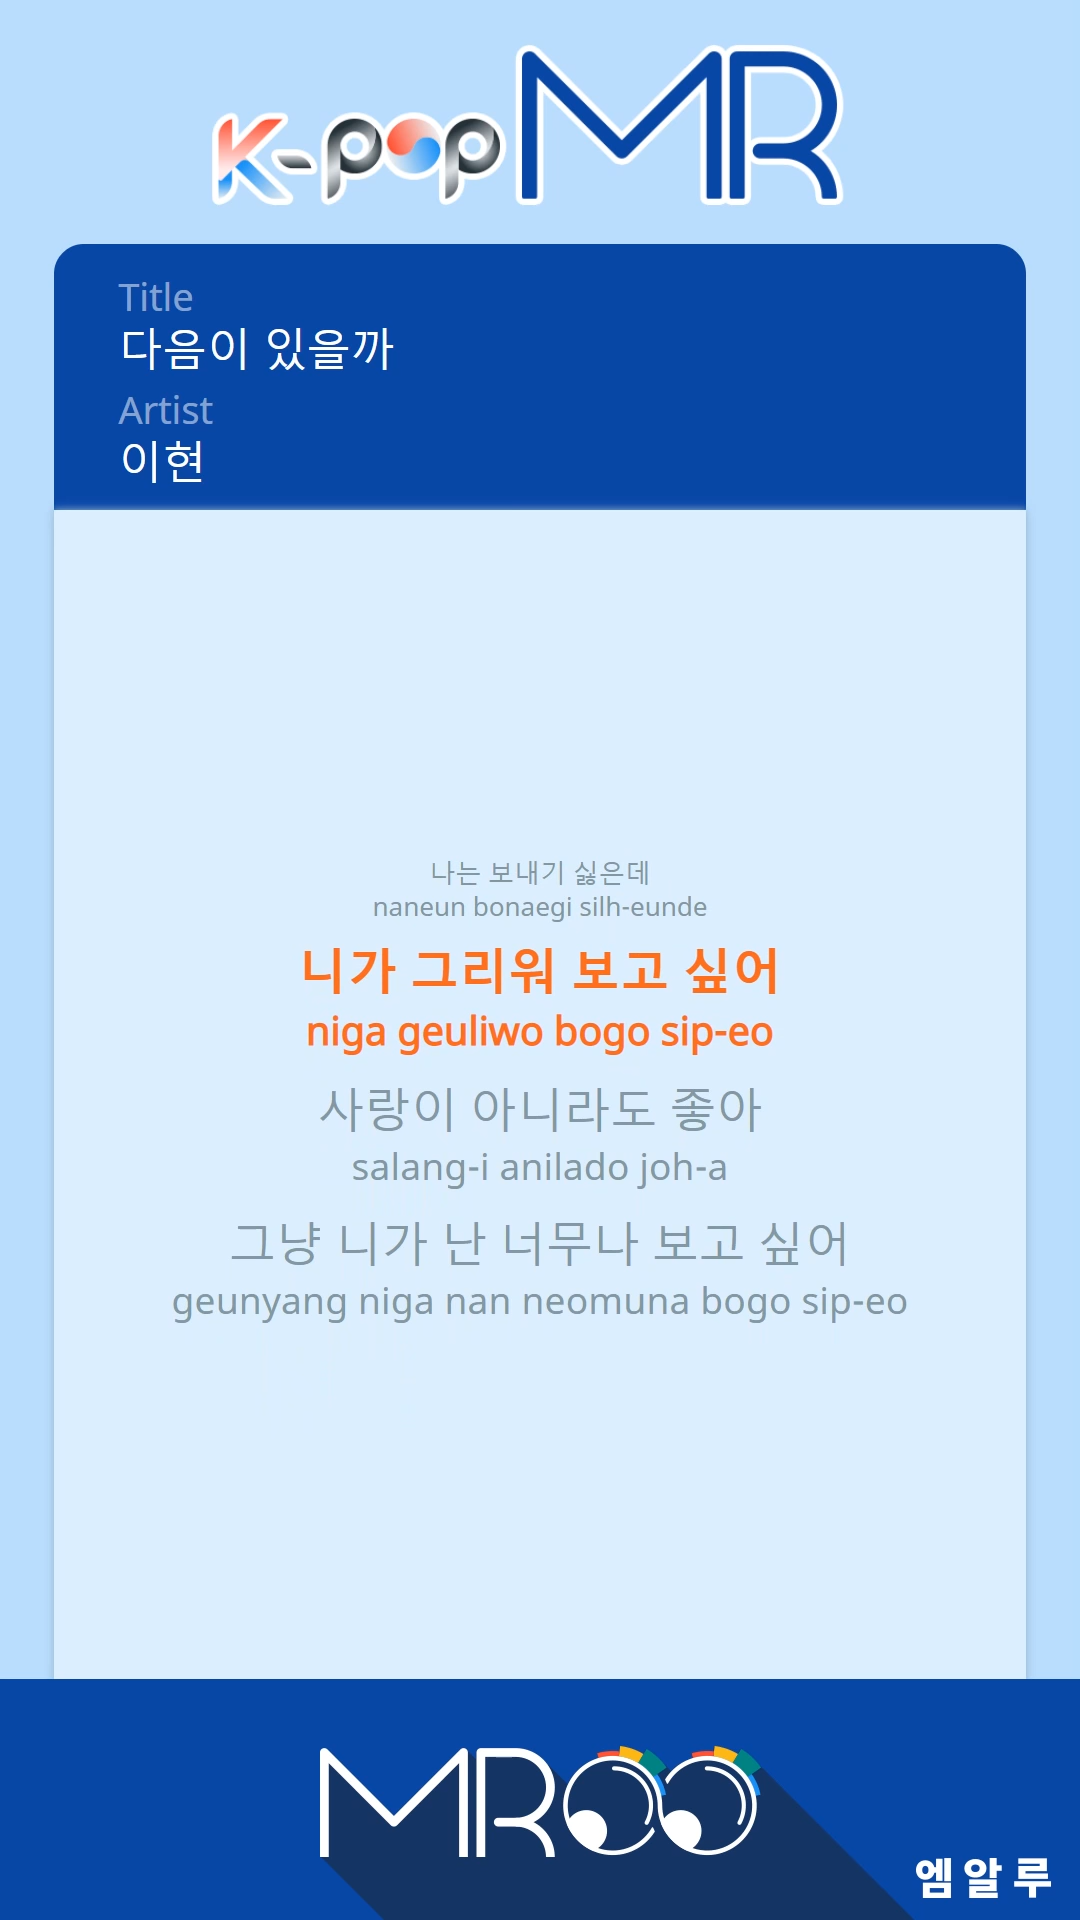 K-pop MR
Title
다음이 있을까
Artist
이현
나는 보내기 싫은데
naneun bonaegi silh-eunde
니가 그리워 보고 싶어
niga geuliwo bogo sip-eo
사랑이 아니라도 좋아
salang-i anilado joh-a
그냥 니가 난 너무나 보고 싶어
geunyang niga nan neomuna bogo sip-eo
MROO
엠알루